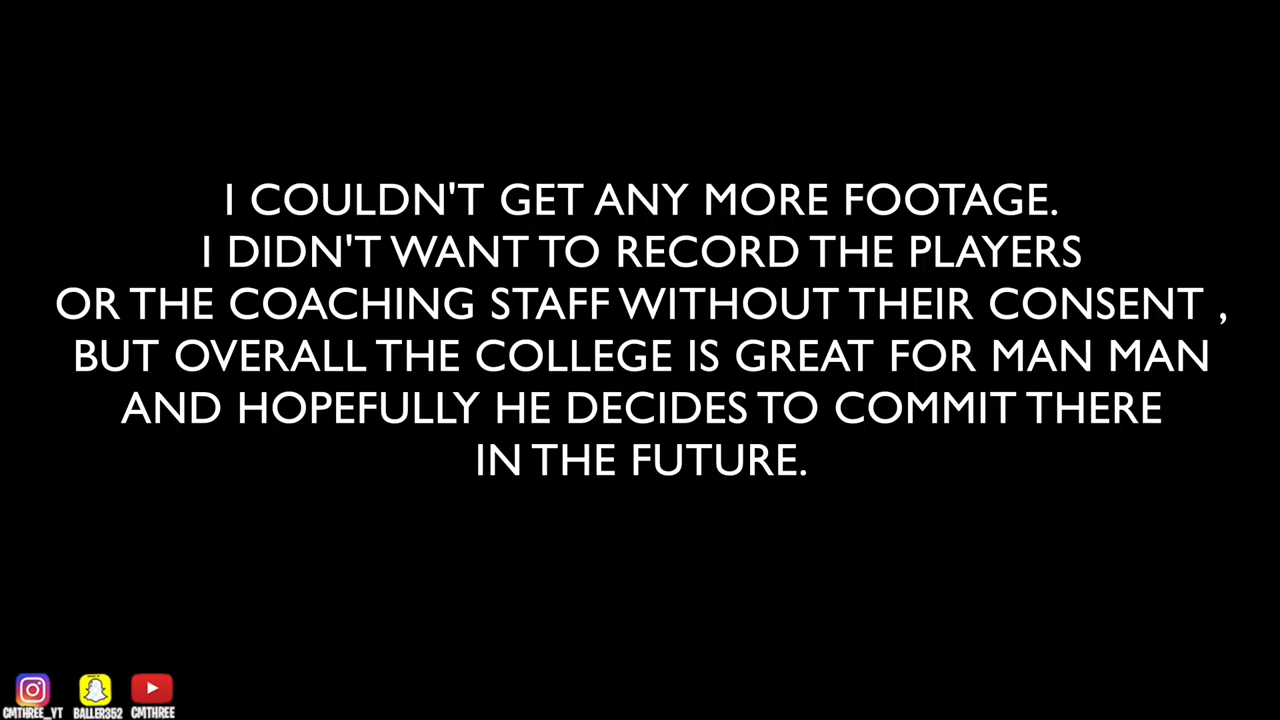 I COULDN'T GET ANY MORE FOOTAGE.
I DIDN'T WANT TO RECORD THE PLAYERS
OR THE COACHING STAFF WITHOUT THEIR CONSENT ,
BUT OVERALL THE COLLEGE IS GREAT FOR MAN MAN
AND HOPEFULLY HE DECIDES TO COMMIT THERE
IN THE FUTURE.
CMTHREE_YT BALLER352 CMTHREE